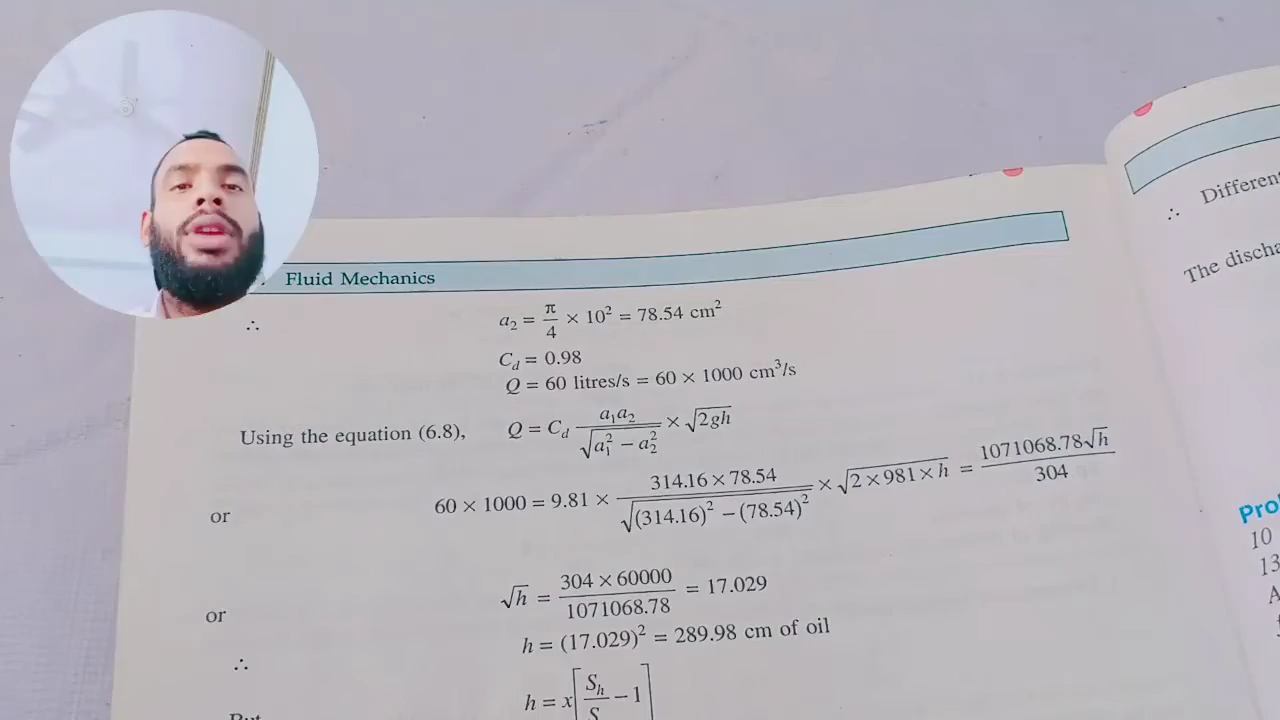 Fluid Mechanics
∴ a₂ = π/4 × 10² = 78.54 cm²
C_d = 0.98
Q = 60 litres/s = 60 × 1000 cm³/s
Using the equation (6.8), Q = C_d a₁a₂/√(a₁² – a₂²) × √(2gh)
or 60 × 1000 = 9.81 × (314.16 × 78.54)/√((314.16)² – (78.54)²) × √(2 × 981 × h) = 1071068.78√h/304
or √h = (304 × 60000)/1071068.78 = 17.029
∴ h = (17.029)² = 289.98 cm of oil
h = x[S_h/S – 1]
∴ Different
The discha
Pro
10
13
A